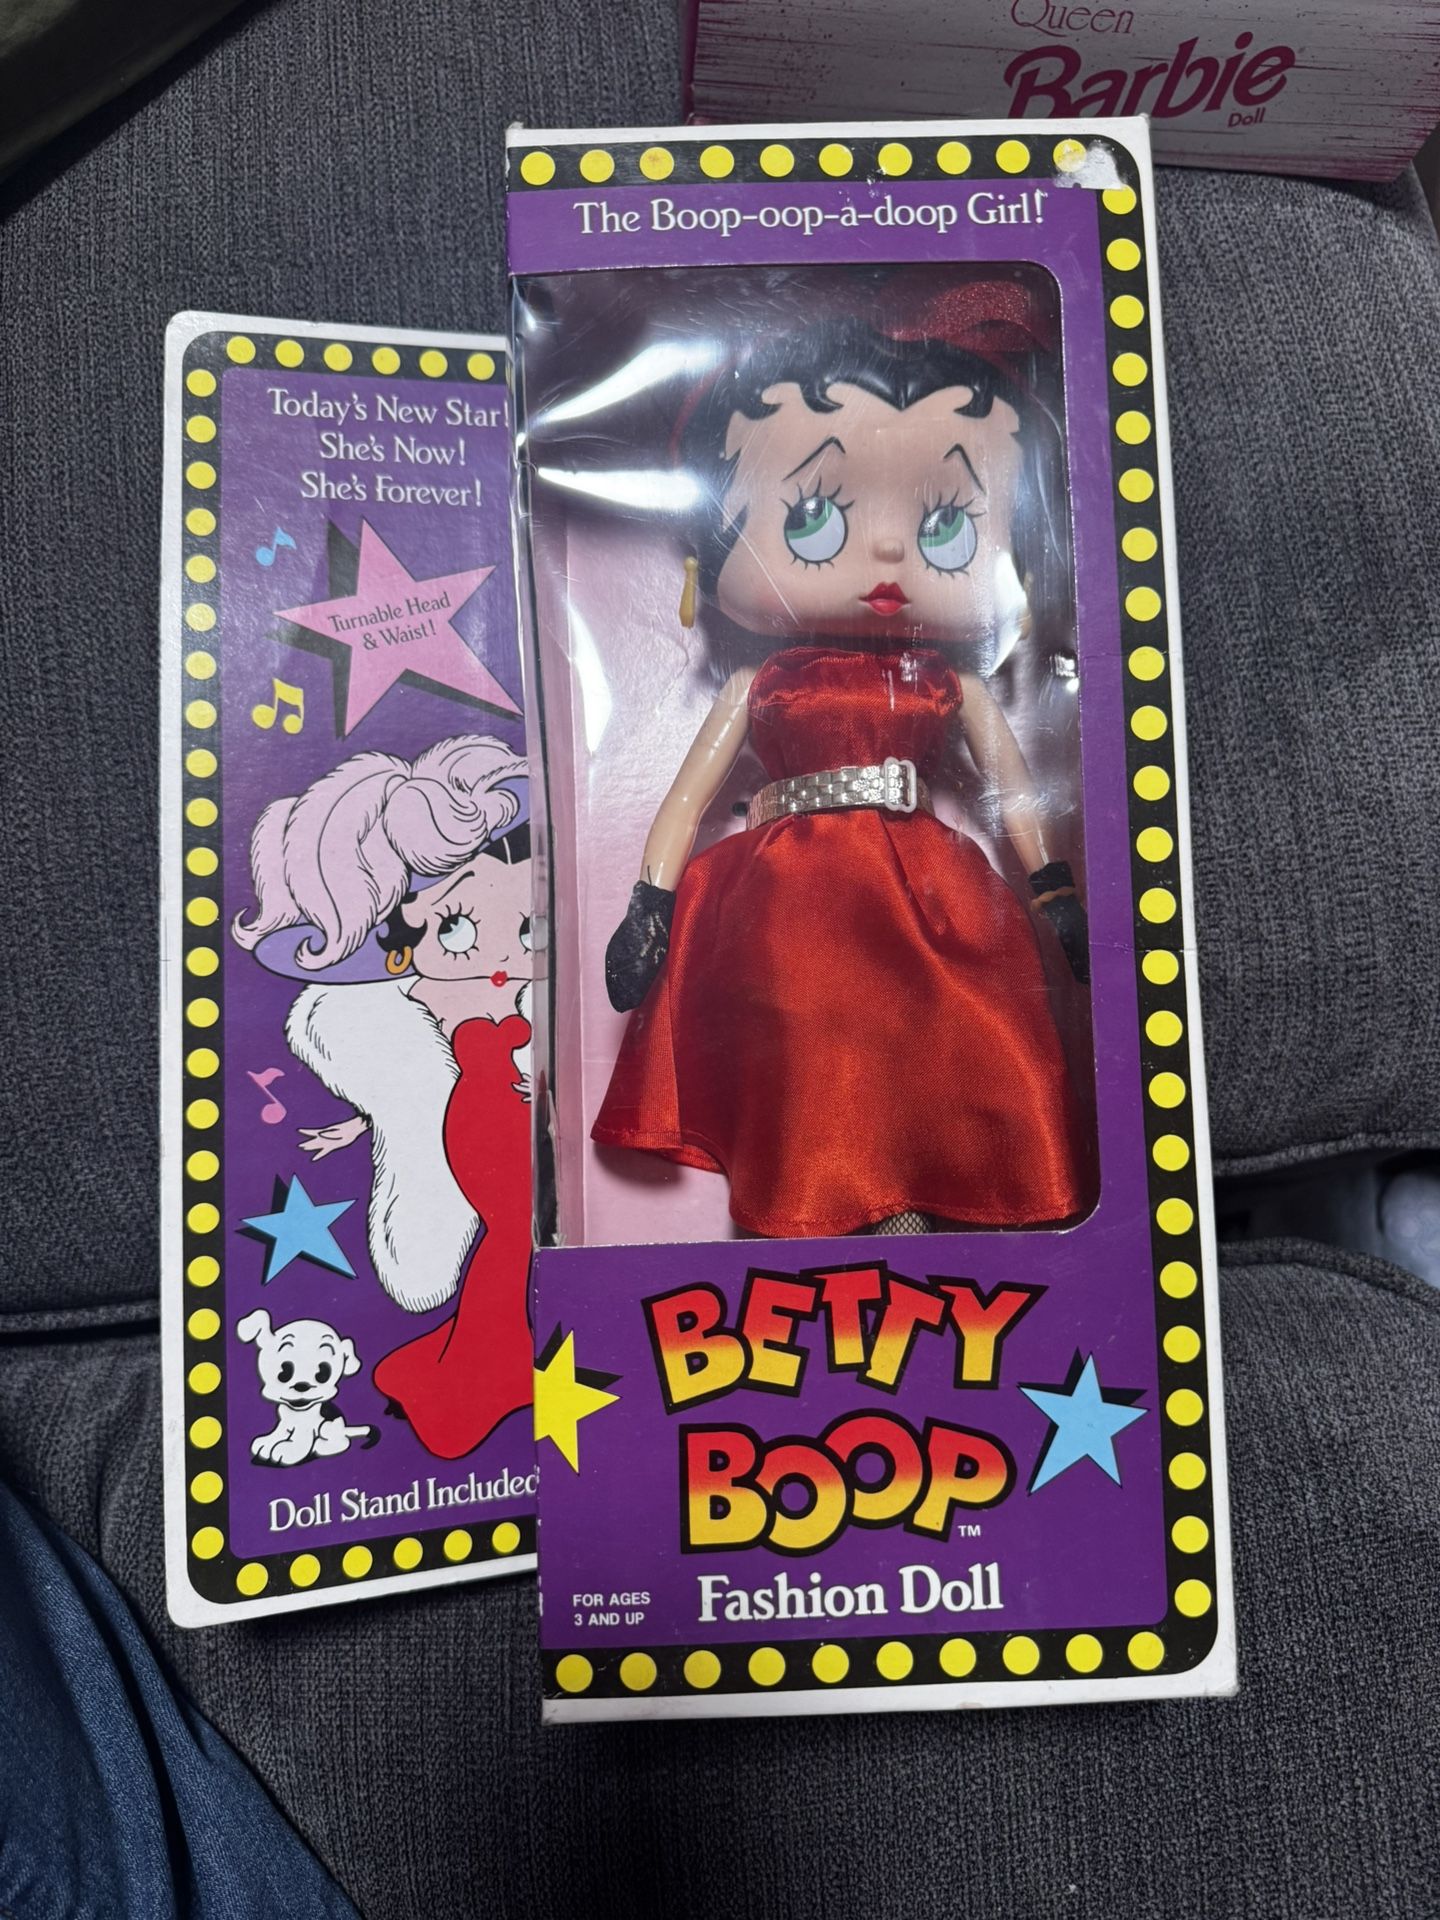 Queen
Barbie
Doll
The Boop-oop-a-doop Girl!
Today's New Star!
She's Now!
She's Forever!
Turnable Head
& Waist!
Doll Stand Included
BETTY
BOOP™
FOR AGES
3 AND UP
Fashion Doll